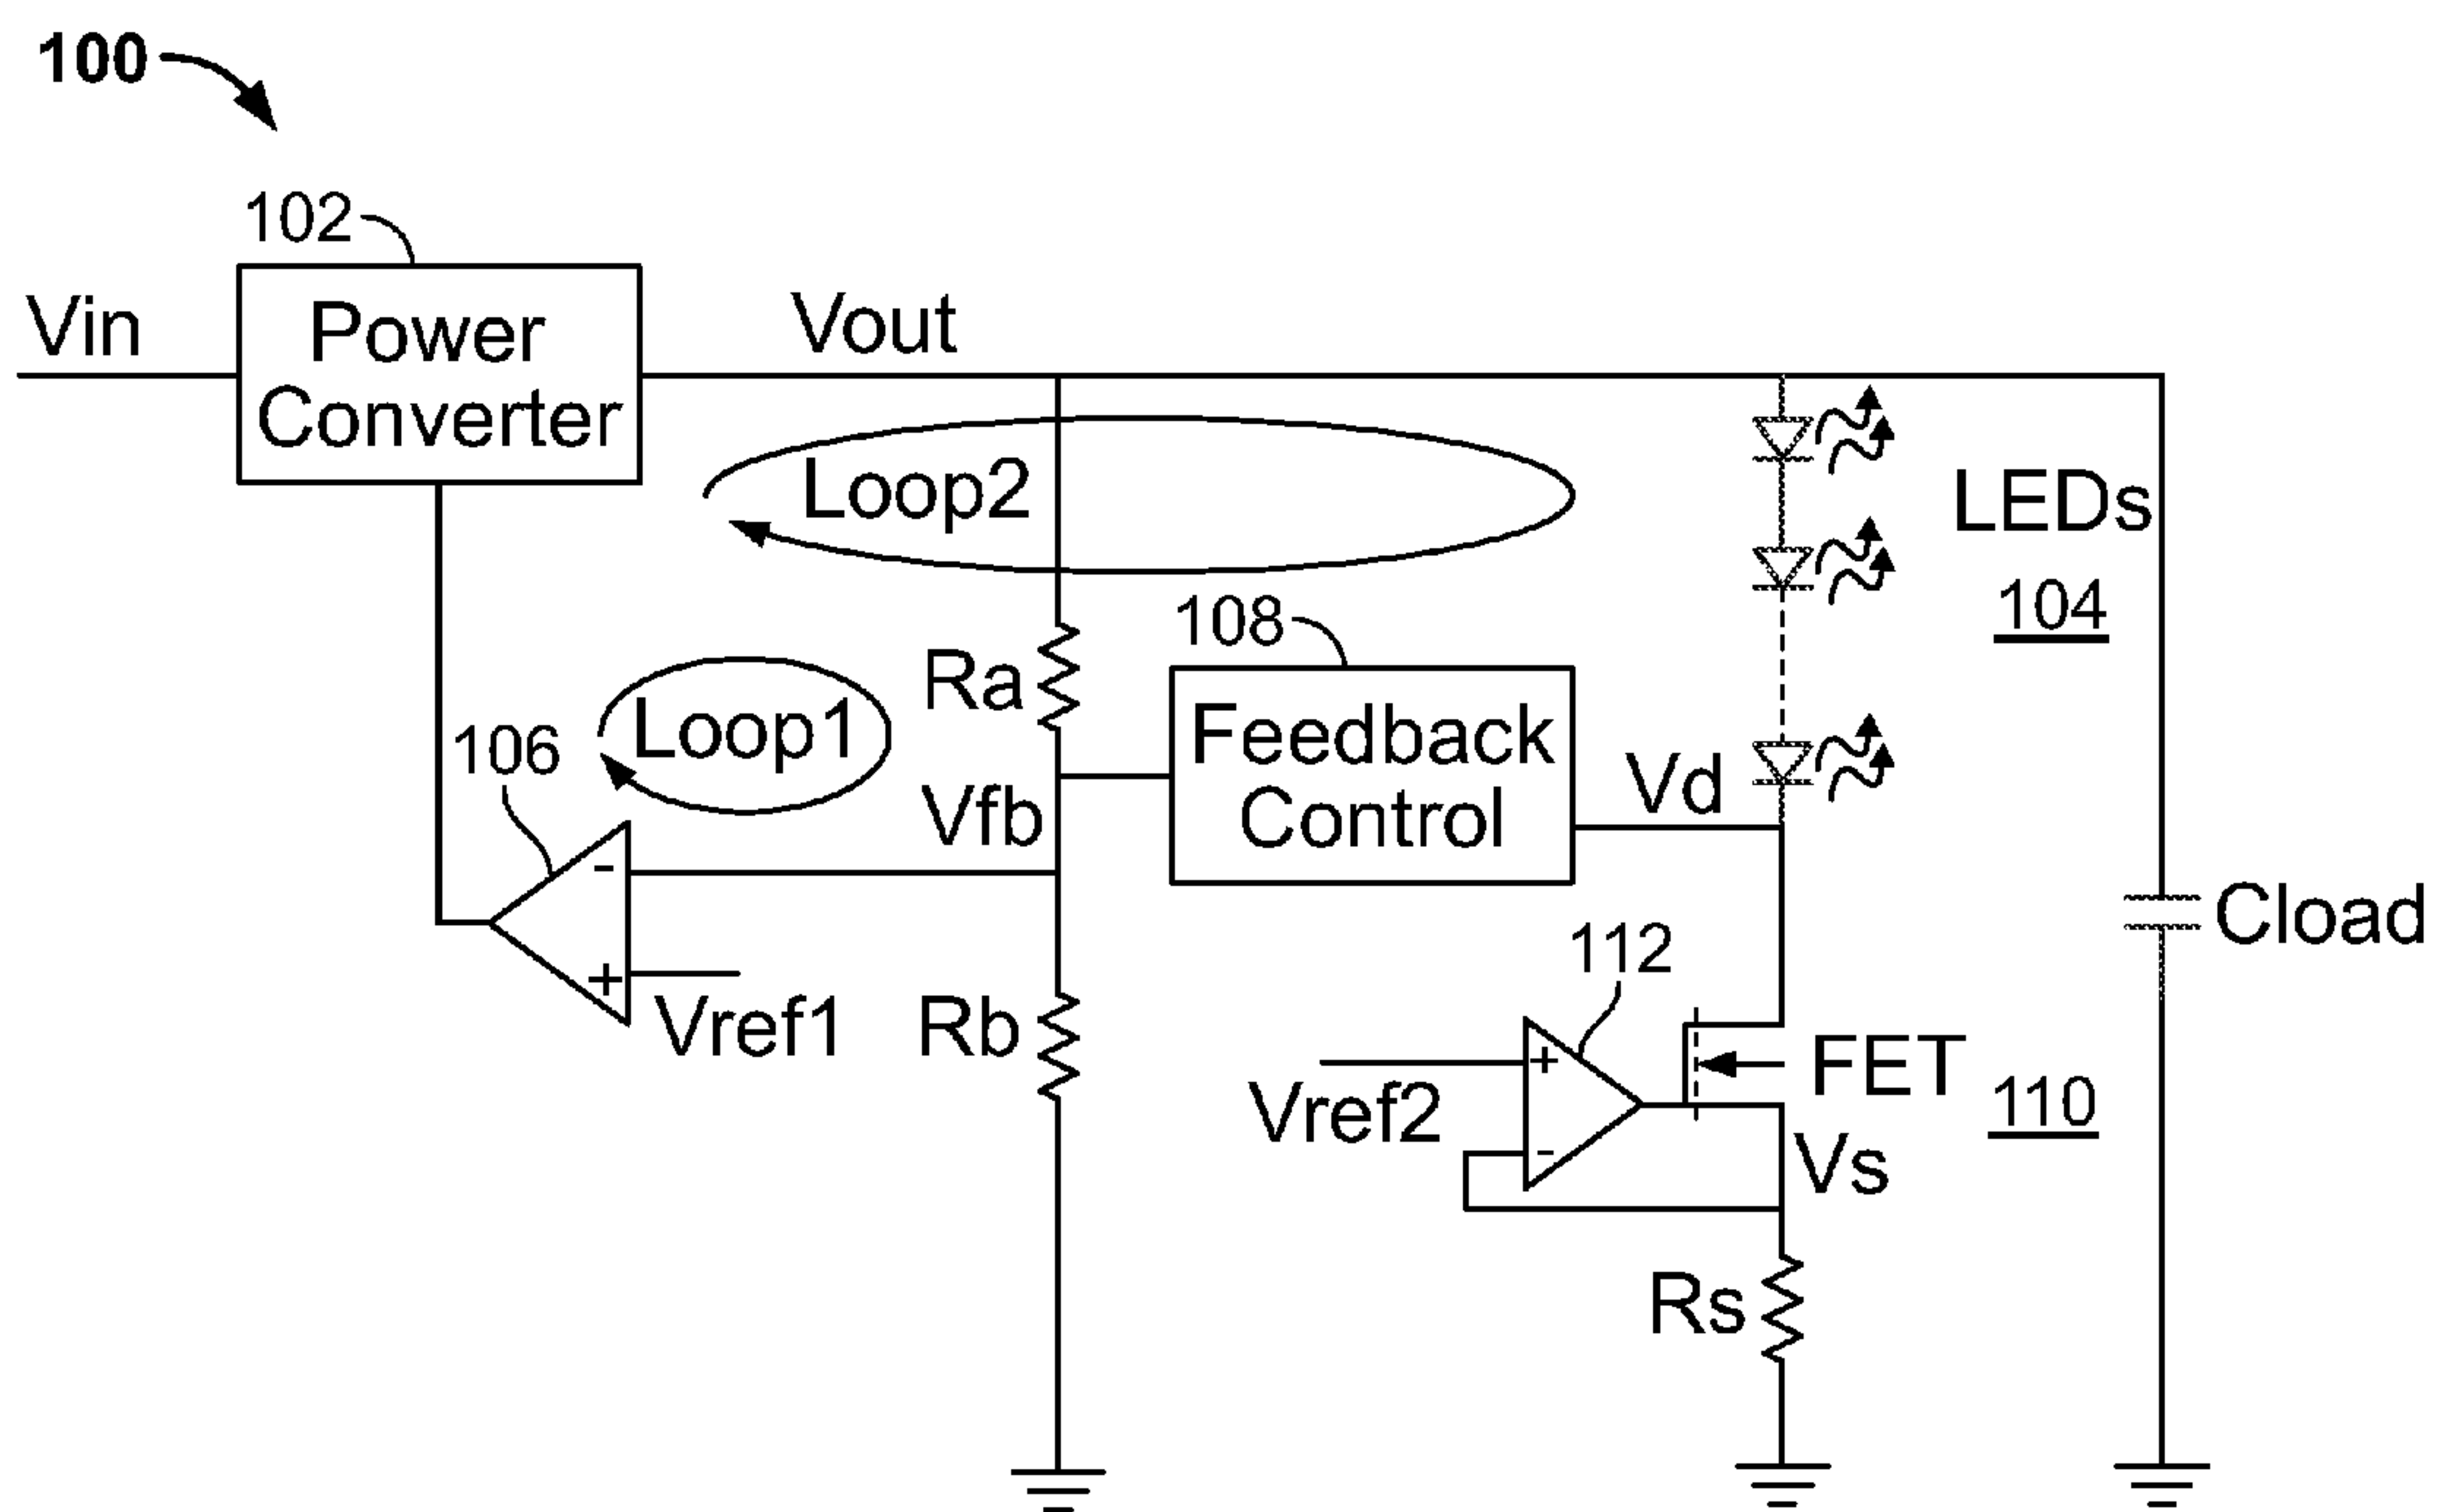 100
102
Vin
Power
Converter
Vout
Loop2
LEDs
104
108
Ra
Loop1
106
Feedback
Control
Vd
Vfb
-
Cload
112
+
Vref1
Rb
+
FET
Vref2
110
-
Vs
Rs